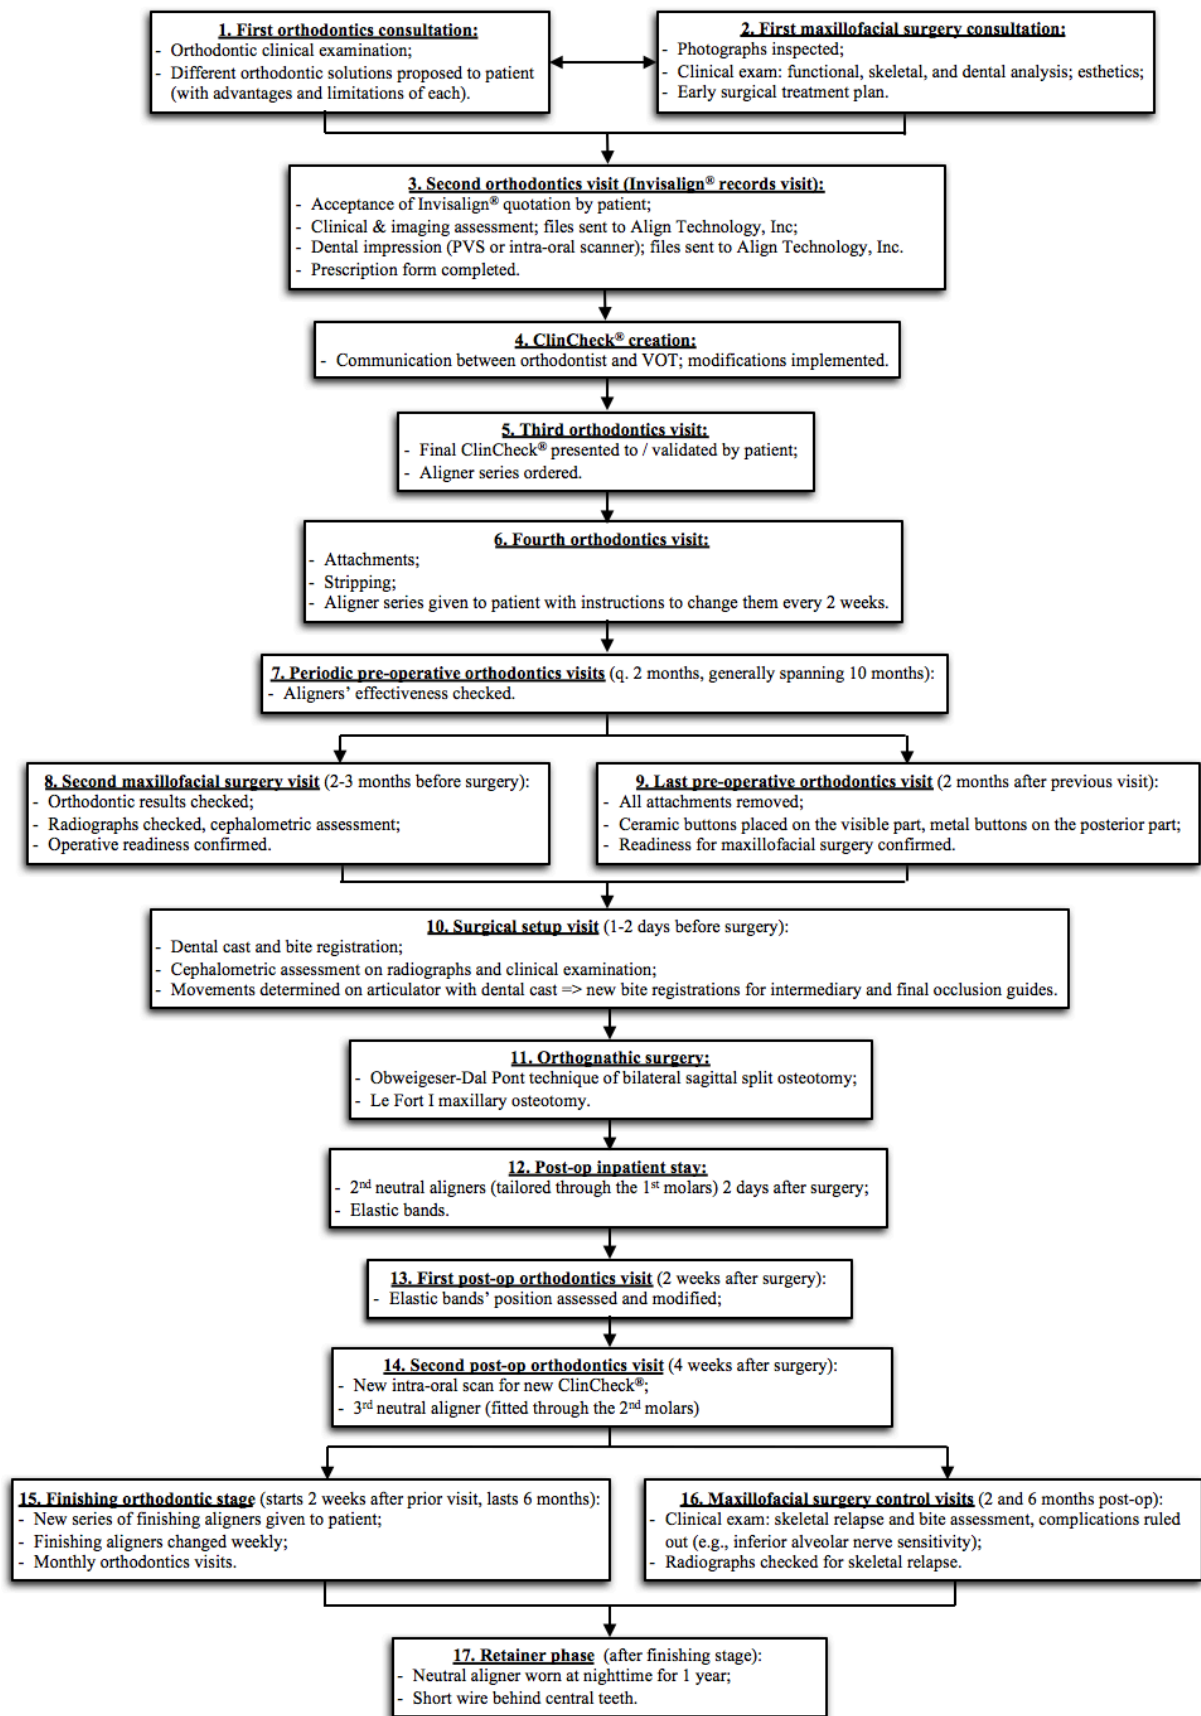 1. First orthodontics consultation:
- Orthodontic clinical examination;
- Different orthodontic solutions proposed to patient
(with advantages and limitations of each).
2. First maxillofacial surgery consultation:
- Photographs inspected;
- Clinical exam: functional, skeletal, and dental analysis; esthetics;
- Early surgical treatment plan.
3. Second orthodontics visit (Invisalign® records visit):
- Acceptance of Invisalign® quotation by patient;
- Clinical & imaging assessment; files sent to Align Technology, Inc;
- Dental impression (PVS or intra-oral scanner); files sent to Align Technology, Inc.
- Prescription form completed.
4. ClinCheck® creation:
- Communication between orthodontist and VOT; modifications implemented.
5. Third orthodontics visit:
- Final ClinCheck® presented to / validated by patient;
- Aligner series ordered.
6. Fourth orthodontics visit:
- Attachments;
- Stripping;
- Aligner series given to patient with instructions to change them every 2 weeks.
7. Periodic pre-operative orthodontics visits (q. 2 months, generally spanning 10 months):
- Aligners' effectiveness checked.
8. Second maxillofacial surgery visit (2-3 months before surgery):
- Orthodontic results checked;
- Radiographs checked, cephalometric assessment;
- Operative readiness confirmed.
9. Last pre-operative orthodontics visit (2 months after previous visit):
- All attachments removed;
- Ceramic buttons placed on the visible part, metal buttons on the posterior part;
- Readiness for maxillofacial surgery confirmed.
10. Surgical setup visit (1-2 days before surgery):
- Dental cast and bite registration;
- Cephalometric assessment on radiographs and clinical examination;
- Movements determined on articulator with dental cast => new bite registrations for intermediary and final occlusion guides.
11. Orthognathic surgery:
- Obweigeser-Dal Pont technique of bilateral sagittal split osteotomy;
- Le Fort I maxillary osteotomy.
12. Post-op inpatient stay:
- 2nd neutral aligners (tailored through the 1st molars) 2 days after surgery;
- Elastic bands.
13. First post-op orthodontics visit (2 weeks after surgery):
- Elastic bands' position assessed and modified;
14. Second post-op orthodontics visit (4 weeks after surgery):
- New intra-oral scan for new ClinCheck®;
- 3rd neutral aligner (fitted through the 2nd molars)
15. Finishing orthodontic stage (starts 2 weeks after prior visit, lasts 6 months):
- New series of finishing aligners given to patient;
- Finishing aligners changed weekly;
- Monthly orthodontics visits.
16. Maxillofacial surgery control visits (2 and 6 months post-op):
- Clinical exam: skeletal relapse and bite assessment, complications ruled
out (e.g., inferior alveolar nerve sensitivity);
- Radiographs checked for skeletal relapse.
17. Retainer phase (after finishing stage):
- Neutral aligner worn at nighttime for 1 year;
- Short wire behind central teeth.